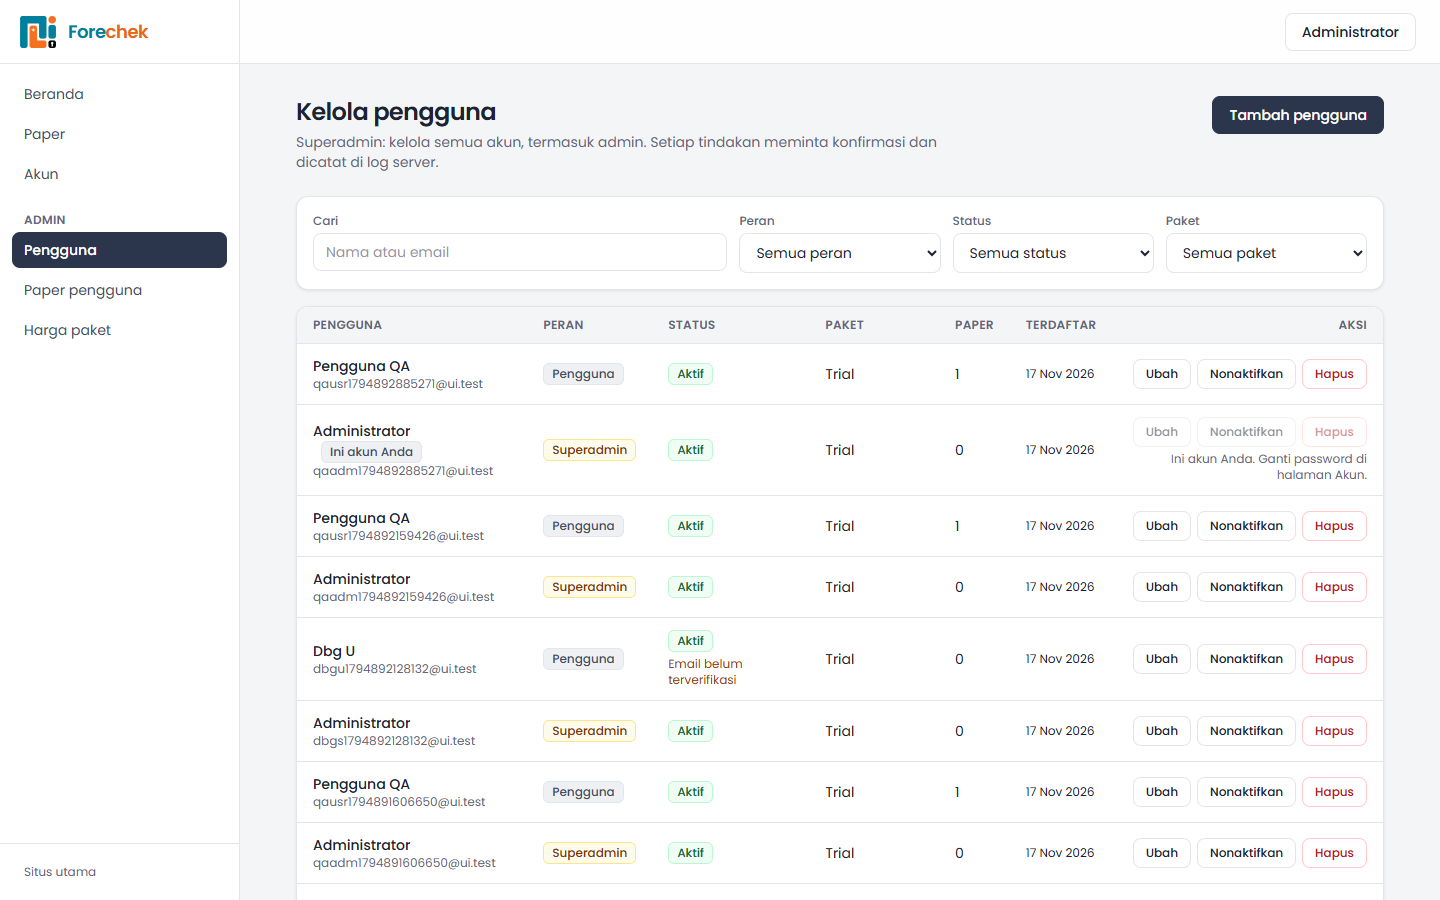 Forechek
Administrator
Beranda
Paper
Akun
ADMIN
Pengguna
Paper pengguna
Harga paket
Situs utama
Kelola pengguna
Superadmin: kelola semua akun, termasuk admin. Setiap tindakan meminta konfirmasi dan
dicatat di log server.
Tambah pengguna
Cari Peran Status Paket
Nama atau email Semua peran Semua status Semua paket
PENGGUNA PERAN STATUS PAKET PAPER TERDAFTAR AKSI
Pengguna QA
qausr1794892885271@ui.test
Pengguna Aktif Trial 1 17 Nov 2026 Ubah Nonaktifkan Hapus
Administrator
Ini akun Anda
qaadm1794892885271@ui.test
Superadmin Aktif Trial 0 17 Nov 2026 Ubah Nonaktifkan Hapus
Ini akun Anda. Ganti password di
halaman Akun.
Pengguna QA
qausr1794892159426@ui.test
Pengguna Aktif Trial 1 17 Nov 2026 Ubah Nonaktifkan Hapus
Administrator
qaadm1794892159426@ui.test
Superadmin Aktif Trial 0 17 Nov 2026 Ubah Nonaktifkan Hapus
Dbg U
dbgu1794892128132@ui.test
Pengguna Aktif
Email belum
terverifikasi
Trial 0 17 Nov 2026 Ubah Nonaktifkan Hapus
Administrator
dbgs1794892128132@ui.test
Superadmin Aktif Trial 0 17 Nov 2026 Ubah Nonaktifkan Hapus
Pengguna QA
qausr1794891606650@ui.test
Pengguna Aktif Trial 1 17 Nov 2026 Ubah Nonaktifkan Hapus
Administrator
qaadm1794891606650@ui.test
Superadmin Aktif Trial 0 17 Nov 2026 Ubah Nonaktifkan Hapus